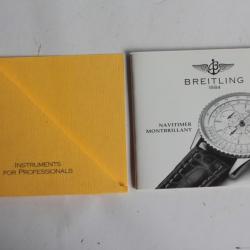 INSTRUMENTS
FOR PROFESSIONALS
BREITLING
1884
NAVITIMER
MONTBRILLANT